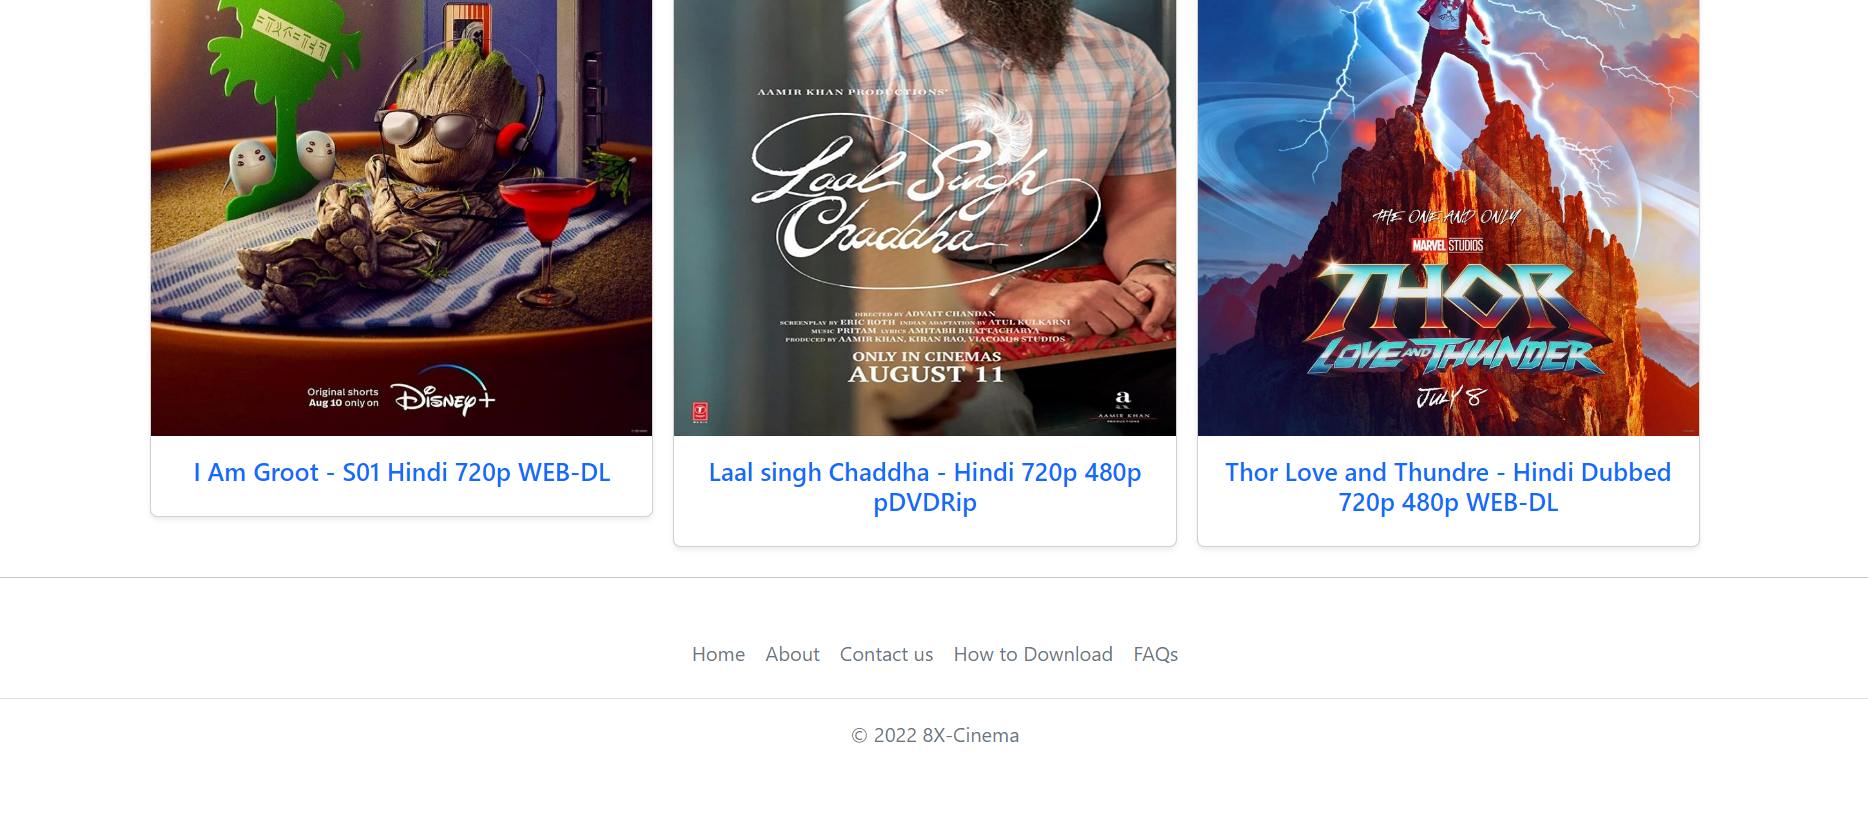 Original shorts
Aug 10 only on
Disney+
I Am Groot - S01 Hindi 720p WEB-DL
AAMIR KHAN PRODUCTIONS'
Laal Singh
Chaddha
DIRECTED BY ADVAIT CHANDAN
SCREENPLAY BY ERIC ROTH INDIAN ADAPTATION BY ATUL KULKARNI
MUSIC PRITAM LYRICS AMITABH BHATTACHARYA
PRODUCED BY AAMIR KHAN, KIRAN RAO, VIACOM18 STUDIOS
ONLY IN CINEMAS
AUGUST 11
AAMIR KHAN
PRODUCTIONS
Laal singh Chaddha - Hindi 720p 480p
pDVDRip
THE ONE AND ONLY
MARVEL STUDIOS
THOR
LOVE AND THUNDER
JULY 8
Thor Love and Thundre - Hindi Dubbed
720p 480p WEB-DL
Home About Contact us How to Download FAQs
© 2022 8X-Cinema